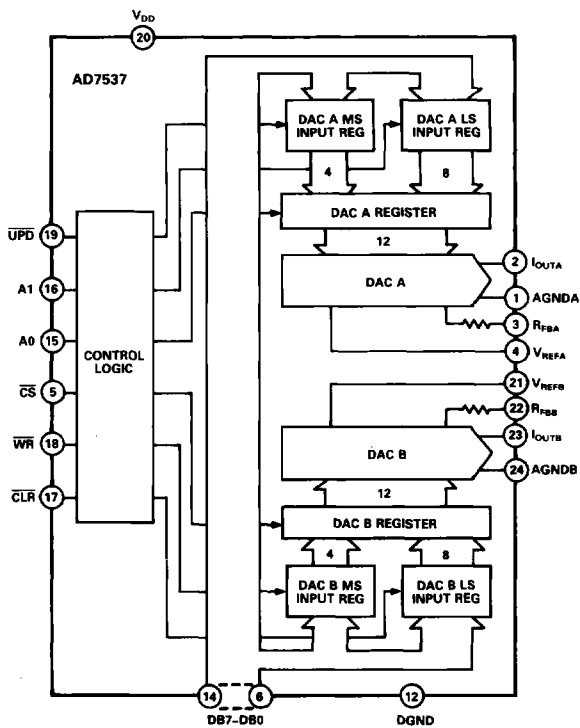 VDD
20
AD7537
DAC A MS
INPUT REG
DAC A LS
INPUT REG
4
8
DAC A REGISTER
12
DAC A
2 IOUTA
1 AGNDA
3 RFBA
4 VREFA
UPD 19
A1 16
A0 15
CS 5
WR 18
CLR 17
CONTROL
LOGIC
21 VREFB
22 RFBB
23 IOUTB
24 AGNDB
DAC B
12
DAC B REGISTER
4
8
DAC B MS
INPUT REG
DAC B LS
INPUT REG
14
6
12
DB7–DB0
DGND